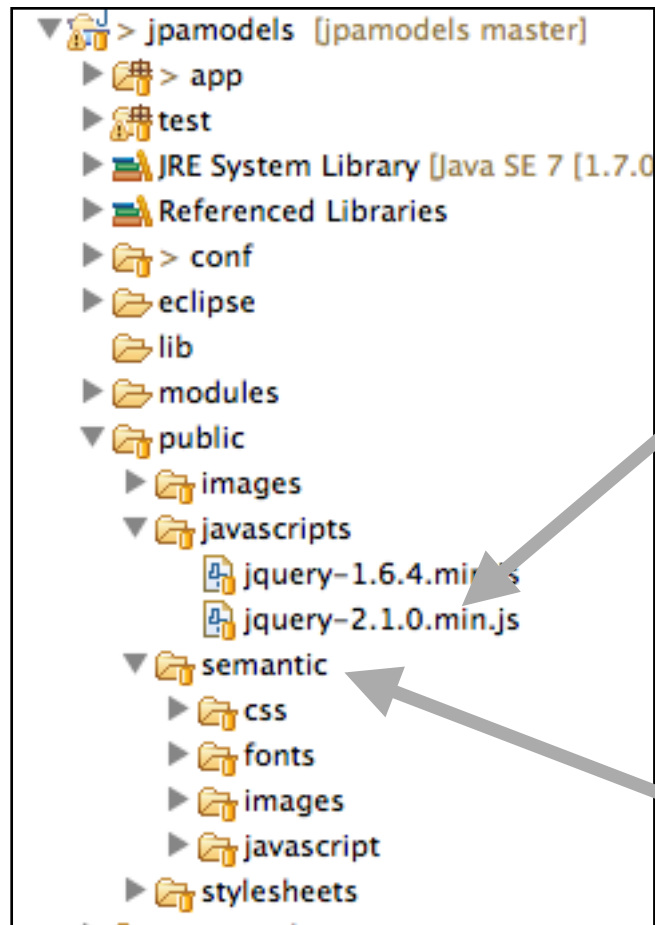 > jpamodels [jpamodels master]
> app
test
JRE System Library [Java SE 7 [1.7.0
Referenced Libraries
> conf
eclipse
lib
modules
public
images
javascripts
jquery-1.6.4.min.js
jquery-2.1.0.min.js
semantic
css
fonts
images
javascript
stylesheets